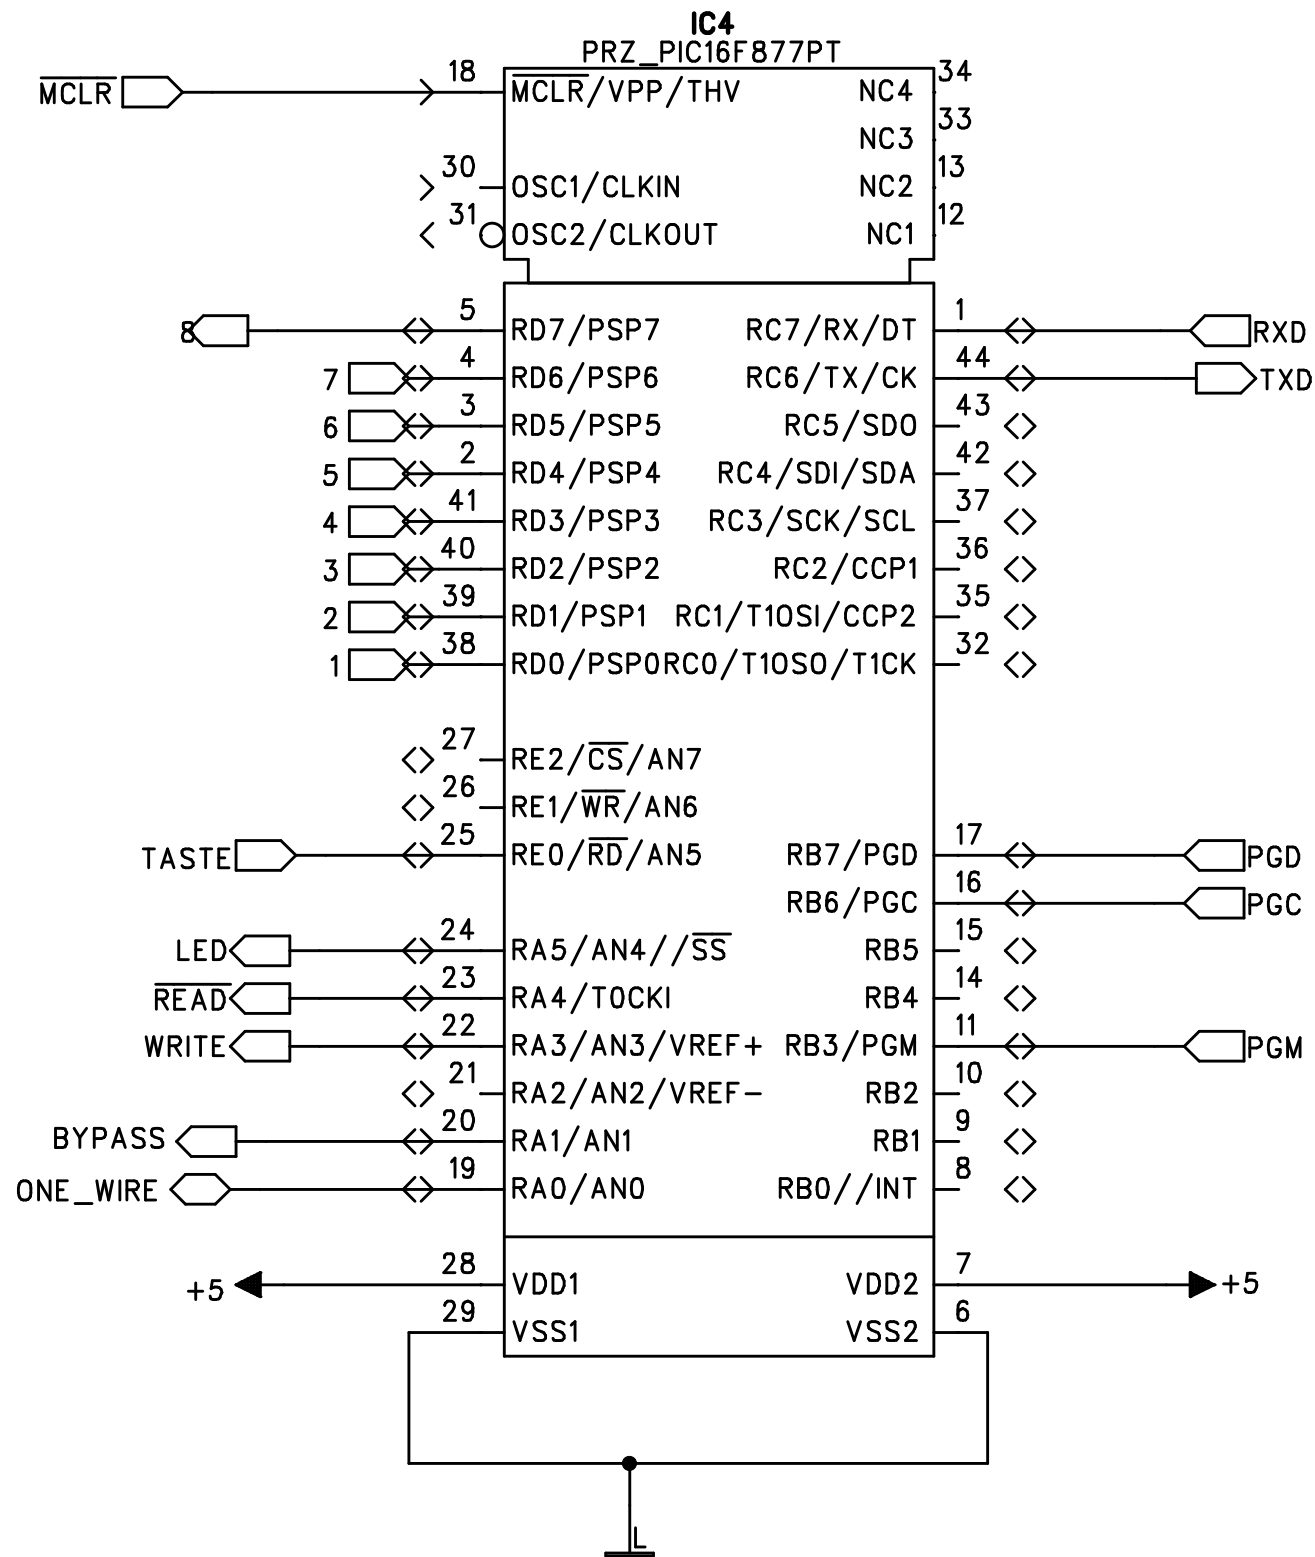 IC4
PRZ_PIC16F877PT
MCLR 18 MCLR/VPP/THV NC4 34
NC3 33
30 OSC1/CLKIN NC2 13
31 OSC2/CLKOUT NC1 12
8 5 RD7/PSP7 RC7/RX/DT 1 RXD
7 4 RD6/PSP6 RC6/TX/CK 44 TXD
6 3 RD5/PSP5 RC5/SDO 43
5 2 RD4/PSP4 RC4/SDI/SDA 42
4 41 RD3/PSP3 RC3/SCK/SCL 37
3 40 RD2/PSP2 RC2/CCP1 36
2 39 RD1/PSP1 RC1/T1OSI/CCP2 35
1 38 RD0/PSP0 RC0/T1OSO/T1CK 32
27 RE2/CS/AN7
26 RE1/WR/AN6
TASTE 25 RE0/RD/AN5 RB7/PGD 17 PGD
RB6/PGC 16 PGC
LED 24 RA5/AN4//SS RB5 15
READ 23 RA4/T0CKI RB4 14
WRITE 22 RA3/AN3/VREF+ RB3/PGM 11 PGM
21 RA2/AN2/VREF- RB2 10
BYPASS 20 RA1/AN1 RB1 9
ONE_WIRE 19 RA0/AN0 RB0//INT 8
+5 28 VDD1 VDD2 7 +5
29 VSS1 VSS2 6
L